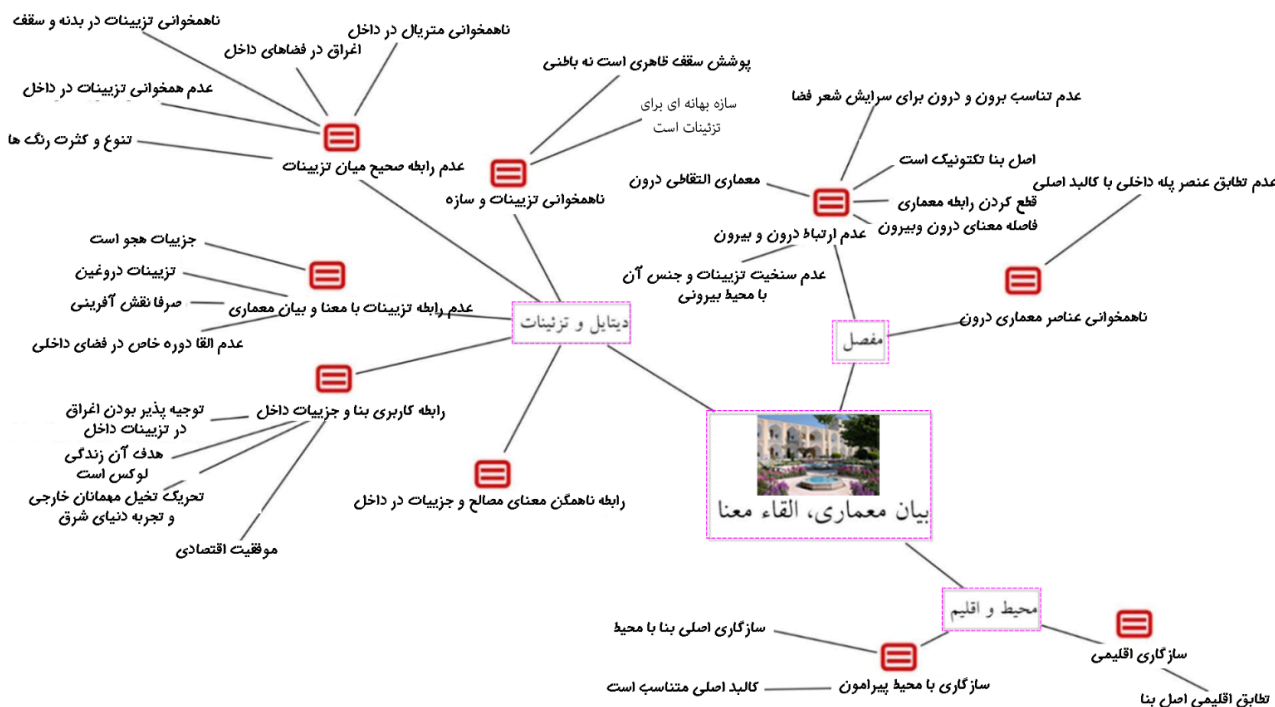 ناهمخوانی تزیینات در بدنه و سقف
اغراق در فضاهای داخل
ناهمخوانی متریال در داخل
عدم همخوانی تزیینات در داخل
تنوع و کثرت رنگ ها
عدم رابطه صحیح میان تزیینات
پوشش سقف ظاهری است نه باطنی
سازه بهانه ای برای
تزئینات است
ناهمخوانی تزیینات و سازه
عدم تناسب برون و درون برای سرایش شعر فضا
اصل بنا تکتونیک است
معماری التقاطی درون
قطع کردن رابطه معماری
فاصله معنای درون وبیرون
عدم ارتباط درون و بیرون
عدم سنخیت تزیینات و جنس آن
با محیط بیرونی
عدم تطابق عنصر پله داخلی با کالبد اصلی
ناهمخوانی عناصر معماری درون
مفصل
جزییات هجو است
تزیینات دروغین
صرفا نقش آفرینی
عدم رابطه تزیینات با معنا و بیان معماری
عدم القا دوره خاص در فضای داخلی
دیتایل و تزئینات
رابطه کاربری بنا و جزییات داخل
توجیه پذیر بودن اغراق
در تزیینات داخل
هدف آن زندگی
لوکس است
تحریک تخیل مهمانان خارجی
و تجربه دنیای شرق
موفقیت اقتصادی
رابطه ناهمگن معنای مصالح و جزییات در داخل
بیان معماری، القاء معنا
محیط و اقلیم
سازگاری اصلی بنا با محیط
سازگاری با محیط پیرامون
کالبد اصلی متناسب است
سازگاری اقلیمی
تطابق اقلیمی اصل بنا